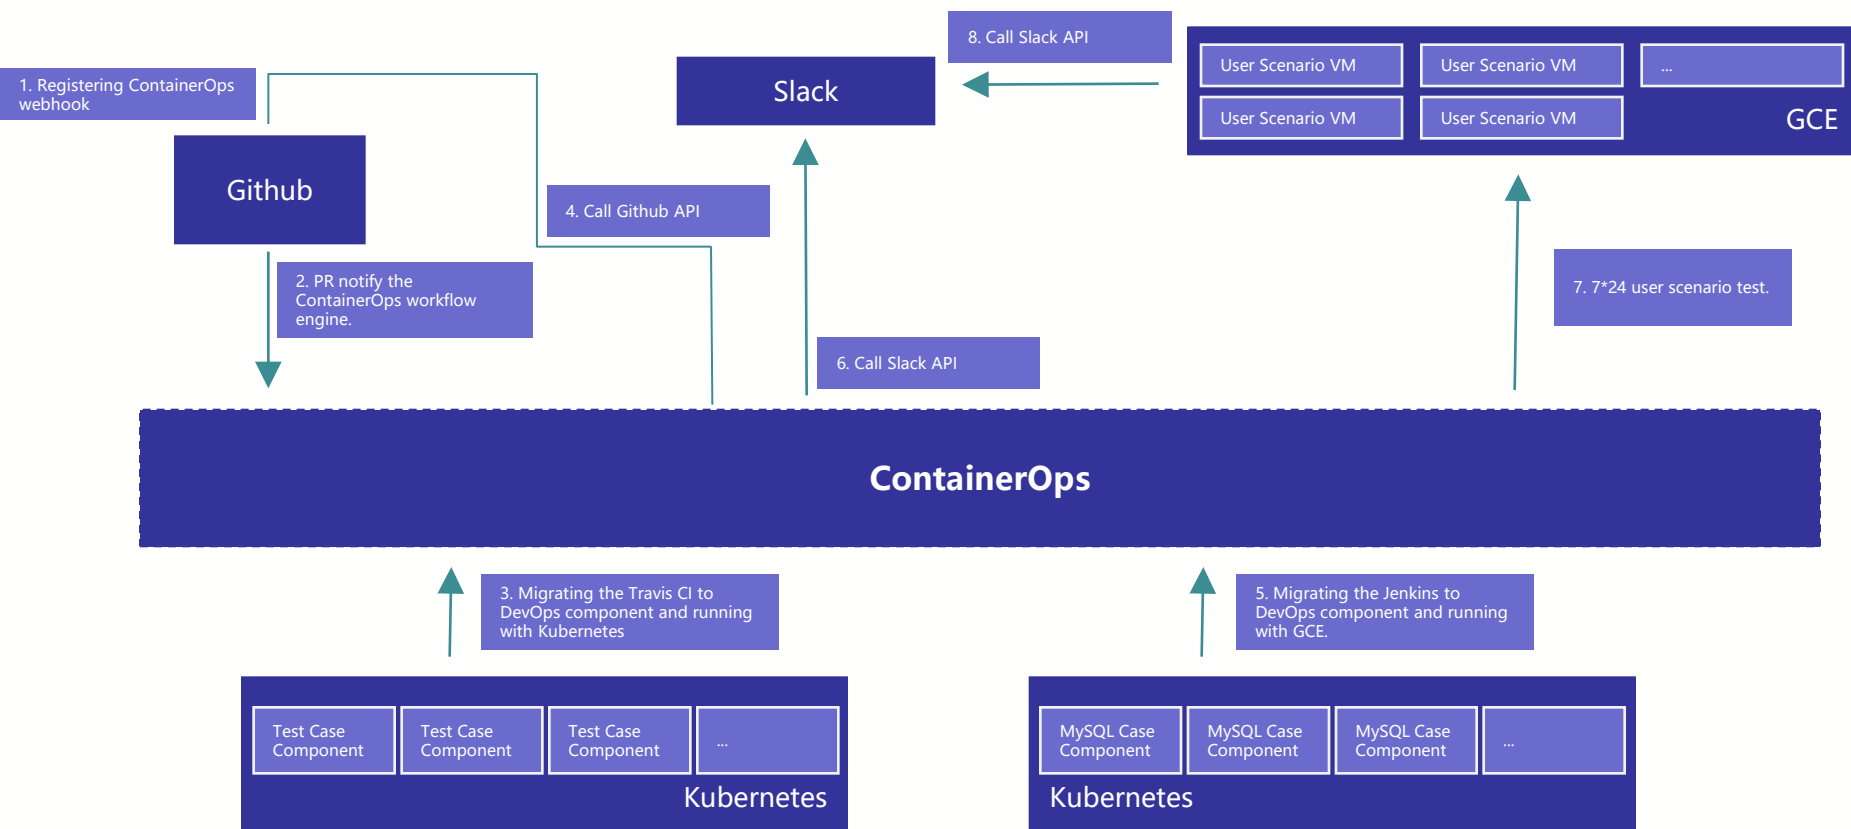 8. Call Slack API
1. Registering ContainerOps
webhook
Slack
User Scenario VM
User Scenario VM
...
User Scenario VM
User Scenario VM
GCE
Github
4. Call Github API
2. PR notify the
ContainerOps workflow
engine.
7. 7*24 user scenario test.
6. Call Slack API
ContainerOps
3. Migrating the Travis CI to
DevOps component and running
with Kubernetes
5. Migrating the Jenkins to
DevOps component and running
with GCE.
Test Case
Component
Test Case
Component
Test Case
Component
...
Kubernetes
MySQL Case
Component
MySQL Case
Component
MySQL Case
Component
...
Kubernetes